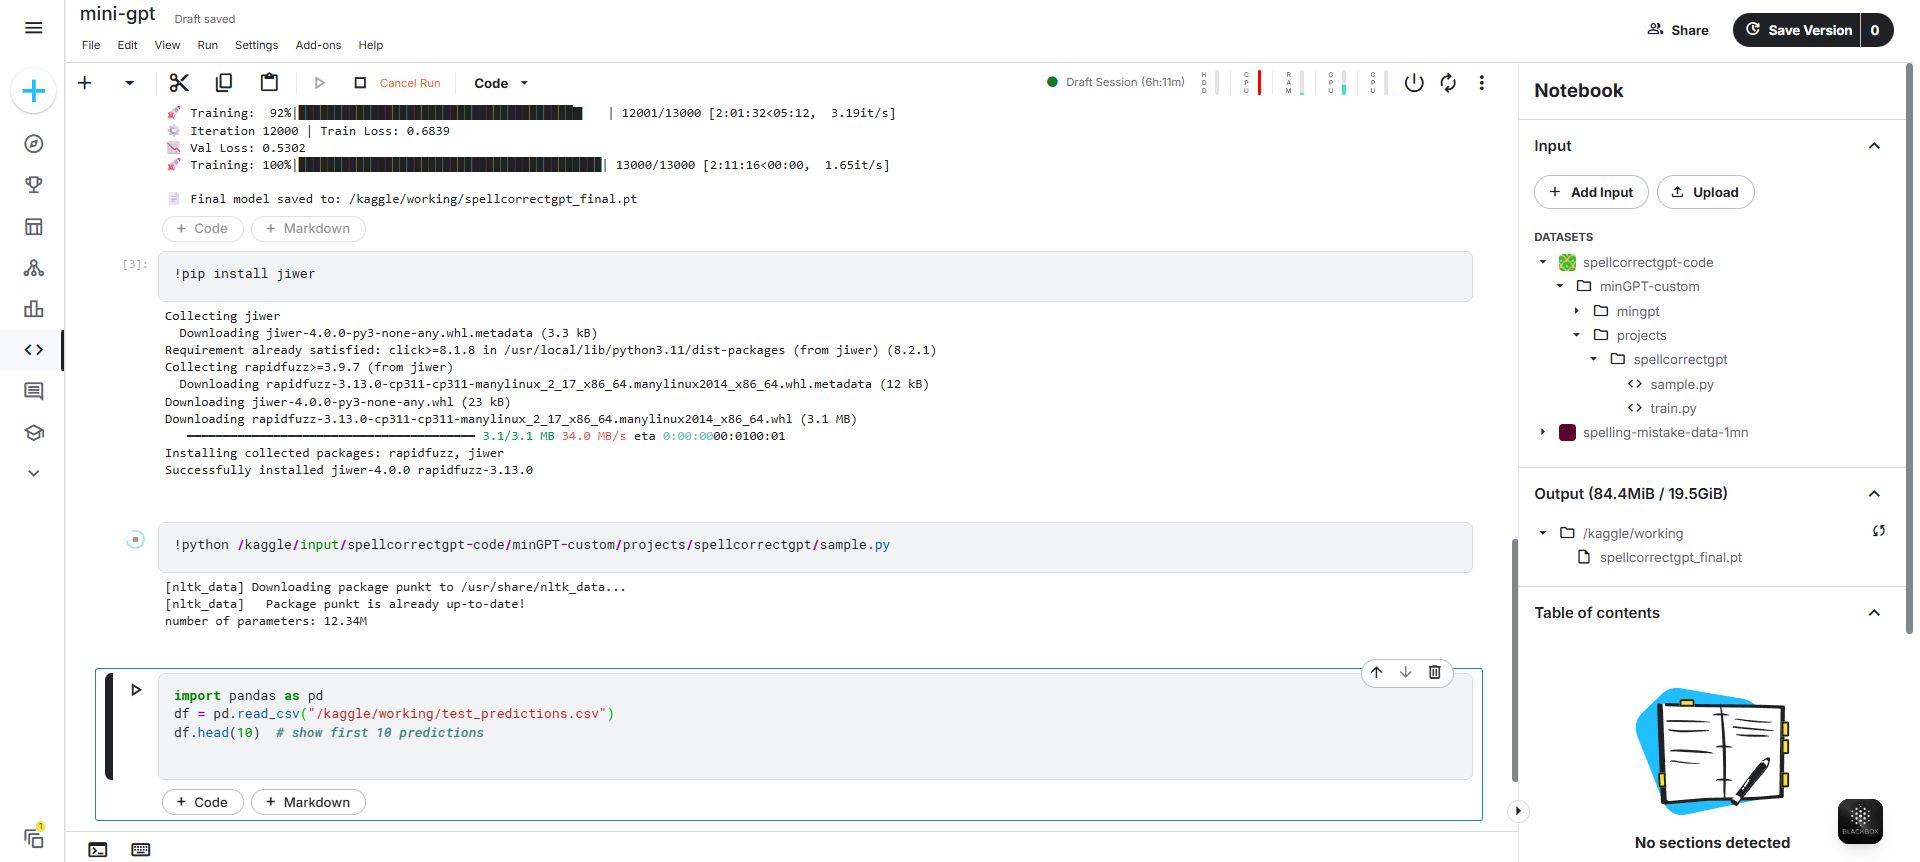 mini-gpt Draft saved
File Edit View Run Settings Add-ons Help
Share
Save Version 0
Cancel Run
Code
Draft Session (6h:11m)
HDD CPU RAM GPU GPU
Training: 92%| | 12001/13000 [2:01:32<05:12, 3.19it/s]
Iteration 12000 | Train Loss: 0.6839
Val Loss: 0.5302
Training: 100%| | 13000/13000 [2:11:16<00:00, 1.65it/s]
Final model saved to: /kaggle/working/spellcorrectgpt_final.pt
+ Code + Markdown
[3]:
!pip install jiwer
Collecting jiwer
Downloading jiwer-4.0.0-py3-none-any.whl.metadata (3.3 kB)
Requirement already satisfied: click>=8.1.8 in /usr/local/lib/python3.11/dist-packages (from jiwer) (8.2.1)
Collecting rapidfuzz>=3.9.7 (from jiwer)
Downloading rapidfuzz-3.13.0-cp311-cp311-manylinux_2_17_x86_64.manylinux2014_x86_64.whl.metadata (12 kB)
Downloading jiwer-4.0.0-py3-none-any.whl (23 kB)
Downloading rapidfuzz-3.13.0-cp311-cp311-manylinux_2_17_x86_64.manylinux2014_x86_64.whl (3.1 MB)
3.1/3.1 MB 34.0 MB/s eta 0:00:0000:0100:01
Installing collected packages: rapidfuzz, jiwer
Successfully installed jiwer-4.0.0 rapidfuzz-3.13.0
!python /kaggle/input/spellcorrectgpt-code/minGPT-custom/projects/spellcorrectgpt/sample.py
[nltk_data] Downloading package punkt to /usr/share/nltk_data...
[nltk_data] Package punkt is already up-to-date!
number of parameters: 12.34M
import pandas as pd
df = pd.read_csv("/kaggle/working/test_predictions.csv")
df.head(10) # show first 10 predictions
+ Code + Markdown
1
Notebook
Input
+ Add Input
Upload
DATASETS
spellcorrectgpt-code
minGPT-custom
mingpt
projects
spellcorrectgpt
<> sample.py
<> train.py
spelling-mistake-data-1mn
Output (84.4MiB / 19.5GiB)
/kaggle/working
spellcorrectgpt_final.pt
Table of contents
No sections detected
BLACKBOX